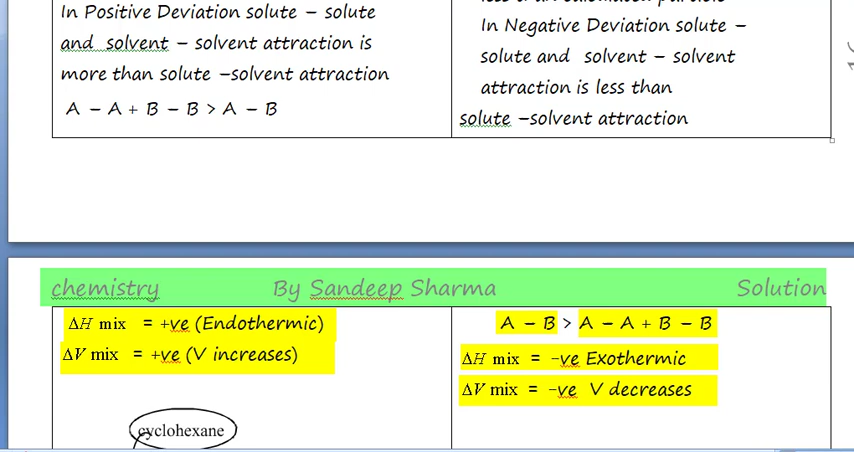 In Positive Deviation solute – solute
and solvent – solvent attraction is
more than solute –solvent attraction
A – A + B – B > A – B
In Negative Deviation solute –
solute and solvent – solvent
attraction is less than
solute –solvent attraction
chemistry By Sandeep Sharma Solution
ΔH mix = +ve (Endothermic)
ΔV mix = +ve (V increases)
cyclohexane
A – B > A – A + B – B
ΔH mix = –ve Exothermic
ΔV mix = –ve V decreases